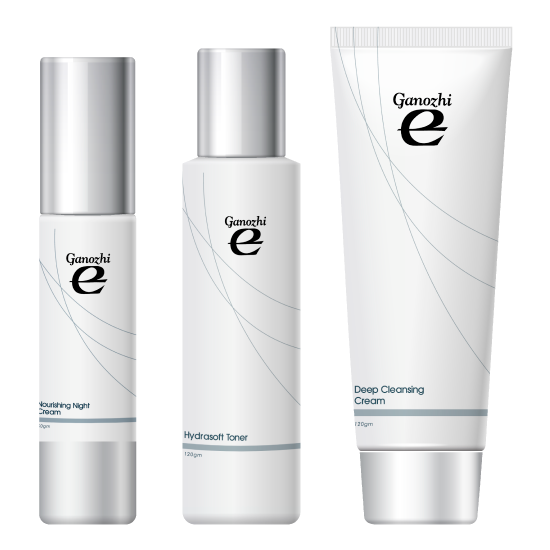 Ganozhi
e
Nourishing Night
Cream
Ganozhi
e
Hydrasoft Toner
120gm
Ganozhi
e
Deep Cleansing
Cream
120gm